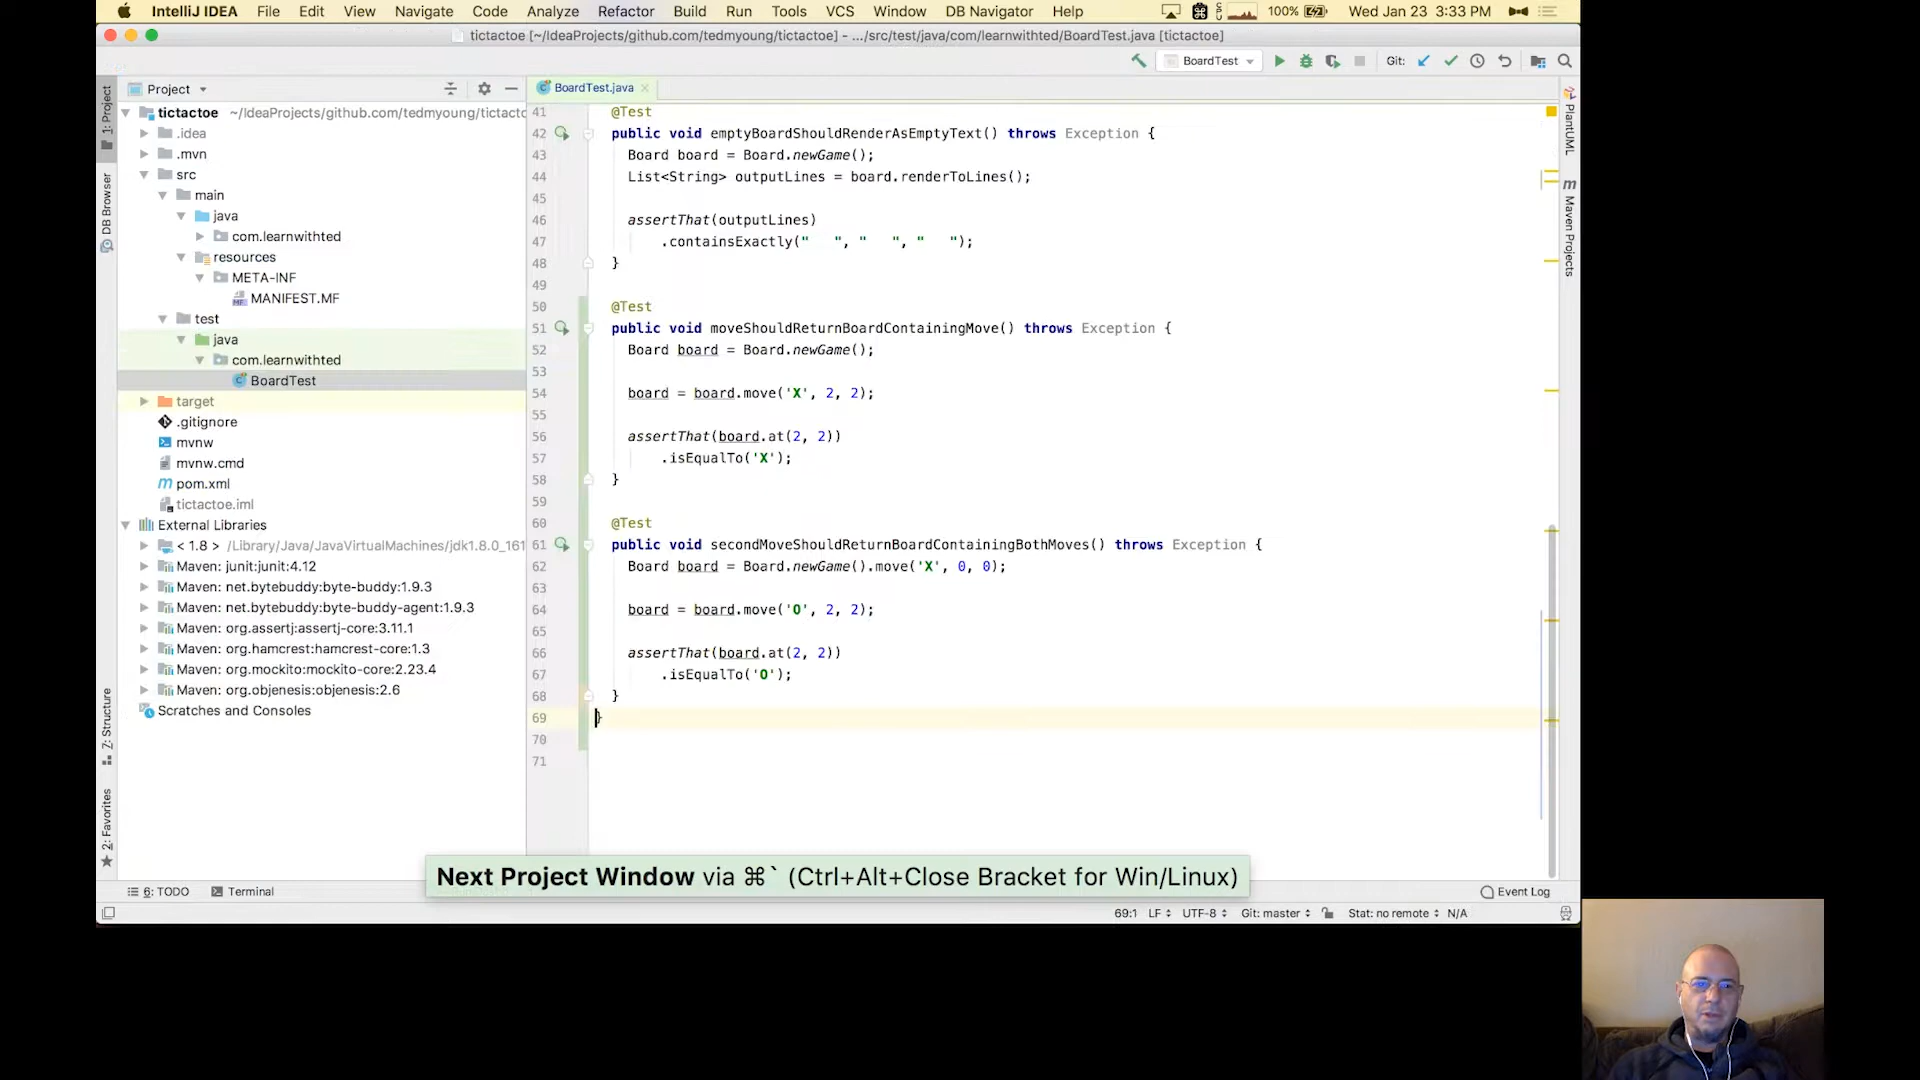 IntelliJ IDEA File Edit View Navigate Code Analyze Refactor Build Run Tools VCS Window DB Navigator Help 100% Wed Jan 23 3:33 PM
tictactoe [~/IdeaProjects/github.com/tedmyoung/tictactoe] - .../src/test/java/com/learnwithted/BoardTest.java [tictactoe]
BoardTest Git:
1: Project
DB Browser
Z: Structure
2: Favorites
Project
tictactoe ~/IdeaProjects/github.com/tedmyoung/tictactc
.idea
.mvn
src
main
java
com.learnwithted
resources
META-INF
MANIFEST.MF
test
java
com.learnwithted
BoardTest
target
.gitignore
mvnw
mvnw.cmd
pom.xml
tictactoe.iml
External Libraries
< 1.8 > /Library/Java/JavaVirtualMachines/jdk1.8.0_161
Maven: junit:junit:4.12
Maven: net.bytebuddy:byte-buddy:1.9.3
Maven: net.bytebuddy:byte-buddy-agent:1.9.3
Maven: org.assertj:assertj-core:3.11.1
Maven: org.hamcrest:hamcrest-core:1.3
Maven: org.mockito:mockito-core:2.23.4
Maven: org.objenesis:objenesis:2.6
Scratches and Consoles
BoardTest.java
41 @Test
42 public void emptyBoardShouldRenderAsEmptyText() throws Exception {
43 Board board = Board.newGame();
44 List<String> outputLines = board.renderToLines();
45
46 assertThat(outputLines)
47 .containsExactly("   ", "   ", "   ");
48 }
49
50 @Test
51 public void moveShouldReturnBoardContainingMove() throws Exception {
52 Board board = Board.newGame();
53
54 board = board.move('X', 2, 2);
55
56 assertThat(board.at(2, 2))
57 .isEqualTo('X');
58 }
59
60 @Test
61 public void secondMoveShouldReturnBoardContainingBothMoves() throws Exception {
62 Board board = Board.newGame().move('X', 0, 0);
63
64 board = board.move('O', 2, 2);
65
66 assertThat(board.at(2, 2))
67 .isEqualTo('O');
68 }
69 }
70
71
PlantUML
Maven Projects
Next Project Window via ⌘` (Ctrl+Alt+Close Bracket for Win/Linux)
6: TODO Terminal Event Log
69:1 LF UTF-8 Git: master Stat: no remote N/A